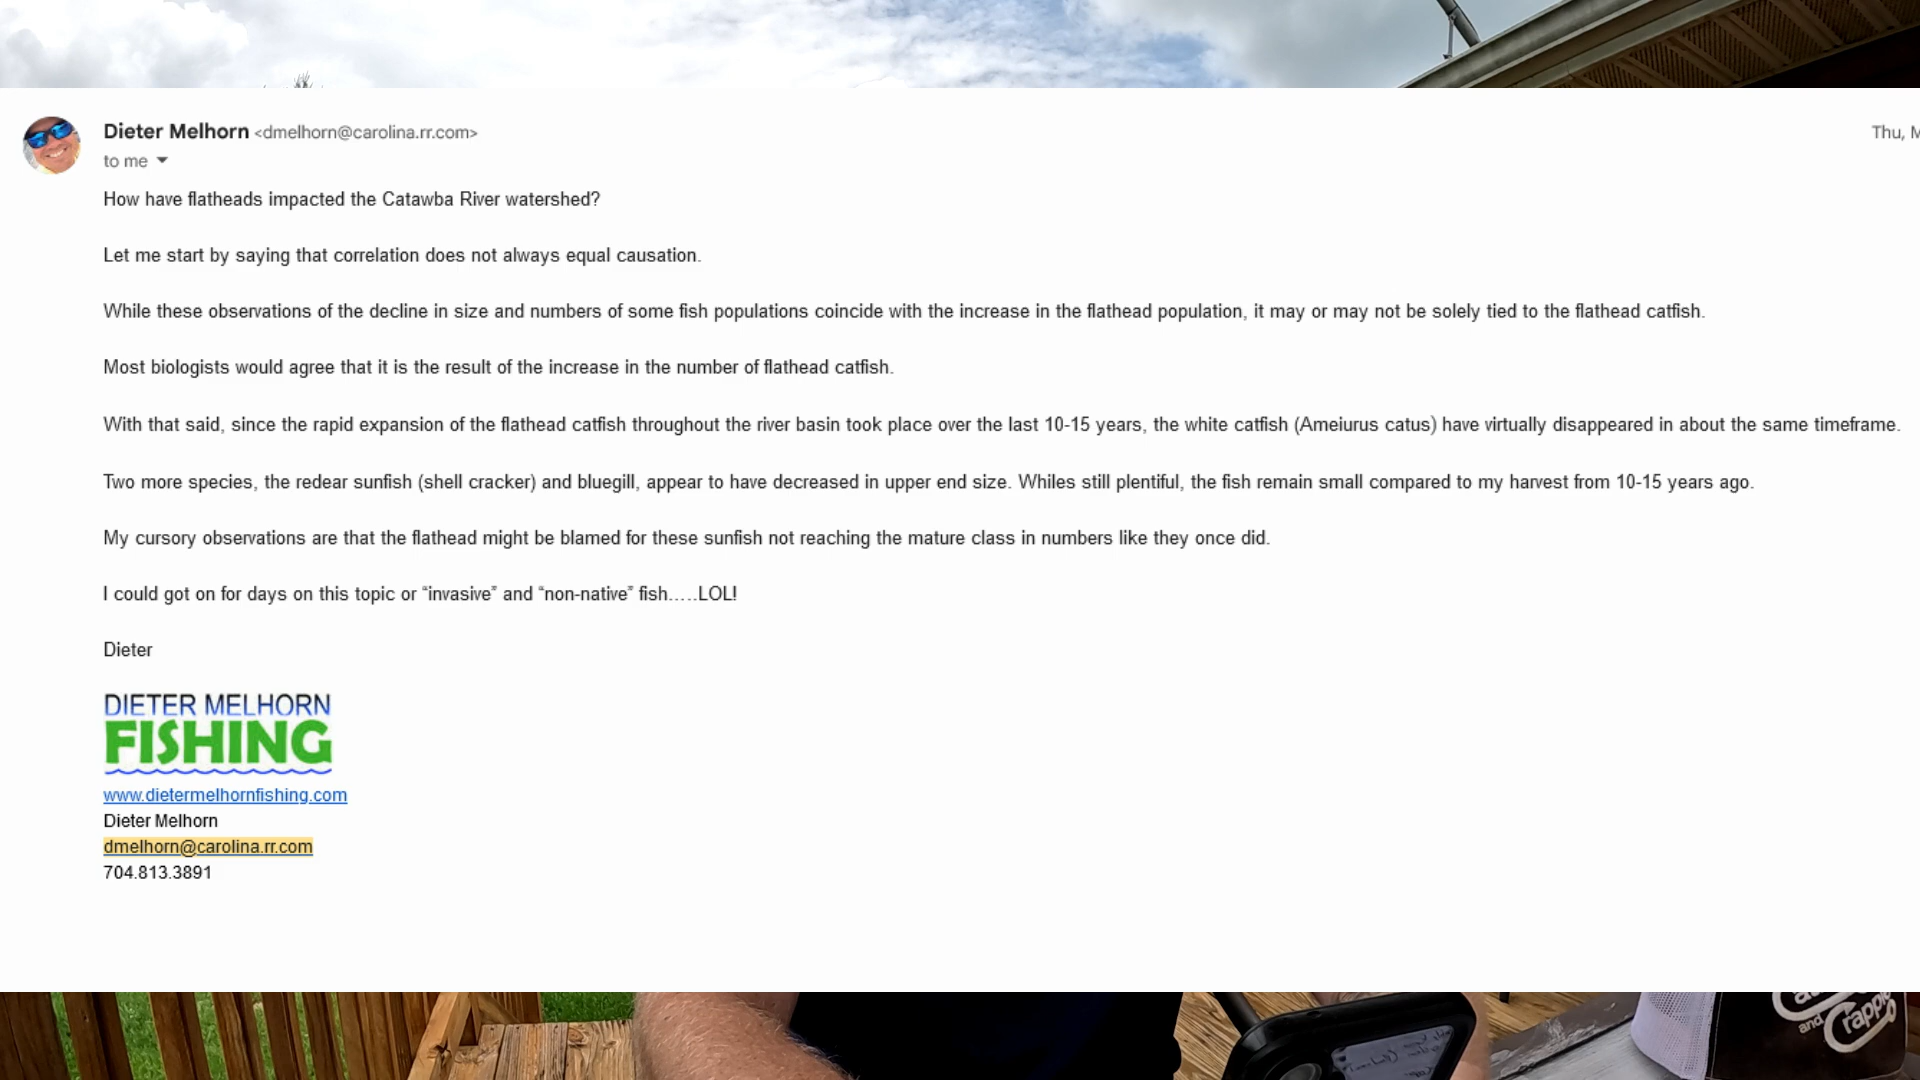 Dieter Melhorn <dmelhorn@carolina.rr.com>
Thu, M
to me
How have flatheads impacted the Catawba River watershed?
Let me start by saying that correlation does not always equal causation.
While these observations of the decline in size and numbers of some fish populations coincide with the increase in the flathead population, it may or may not be solely tied to the flathead catfish.
Most biologists would agree that it is the result of the increase in the number of flathead catfish.
With that said, since the rapid expansion of the flathead catfish throughout the river basin took place over the last 10-15 years, the white catfish (Ameiurus catus) have virtually disappeared in about the same timeframe.
Two more species, the redear sunfish (shell cracker) and bluegill, appear to have decreased in upper end size. Whiles still plentiful, the fish remain small compared to my harvest from 10-15 years ago.
My cursory observations are that the flathead might be blamed for these sunfish not reaching the mature class in numbers like they once did.
I could got on for days on this topic or “invasive” and “non-native” fish…..LOL!
Dieter
DIETER MELHORN
FISHING
www.dietermelhornfishing.com
Dieter Melhorn
dmelhorn@carolina.rr.com
704.813.3891
and